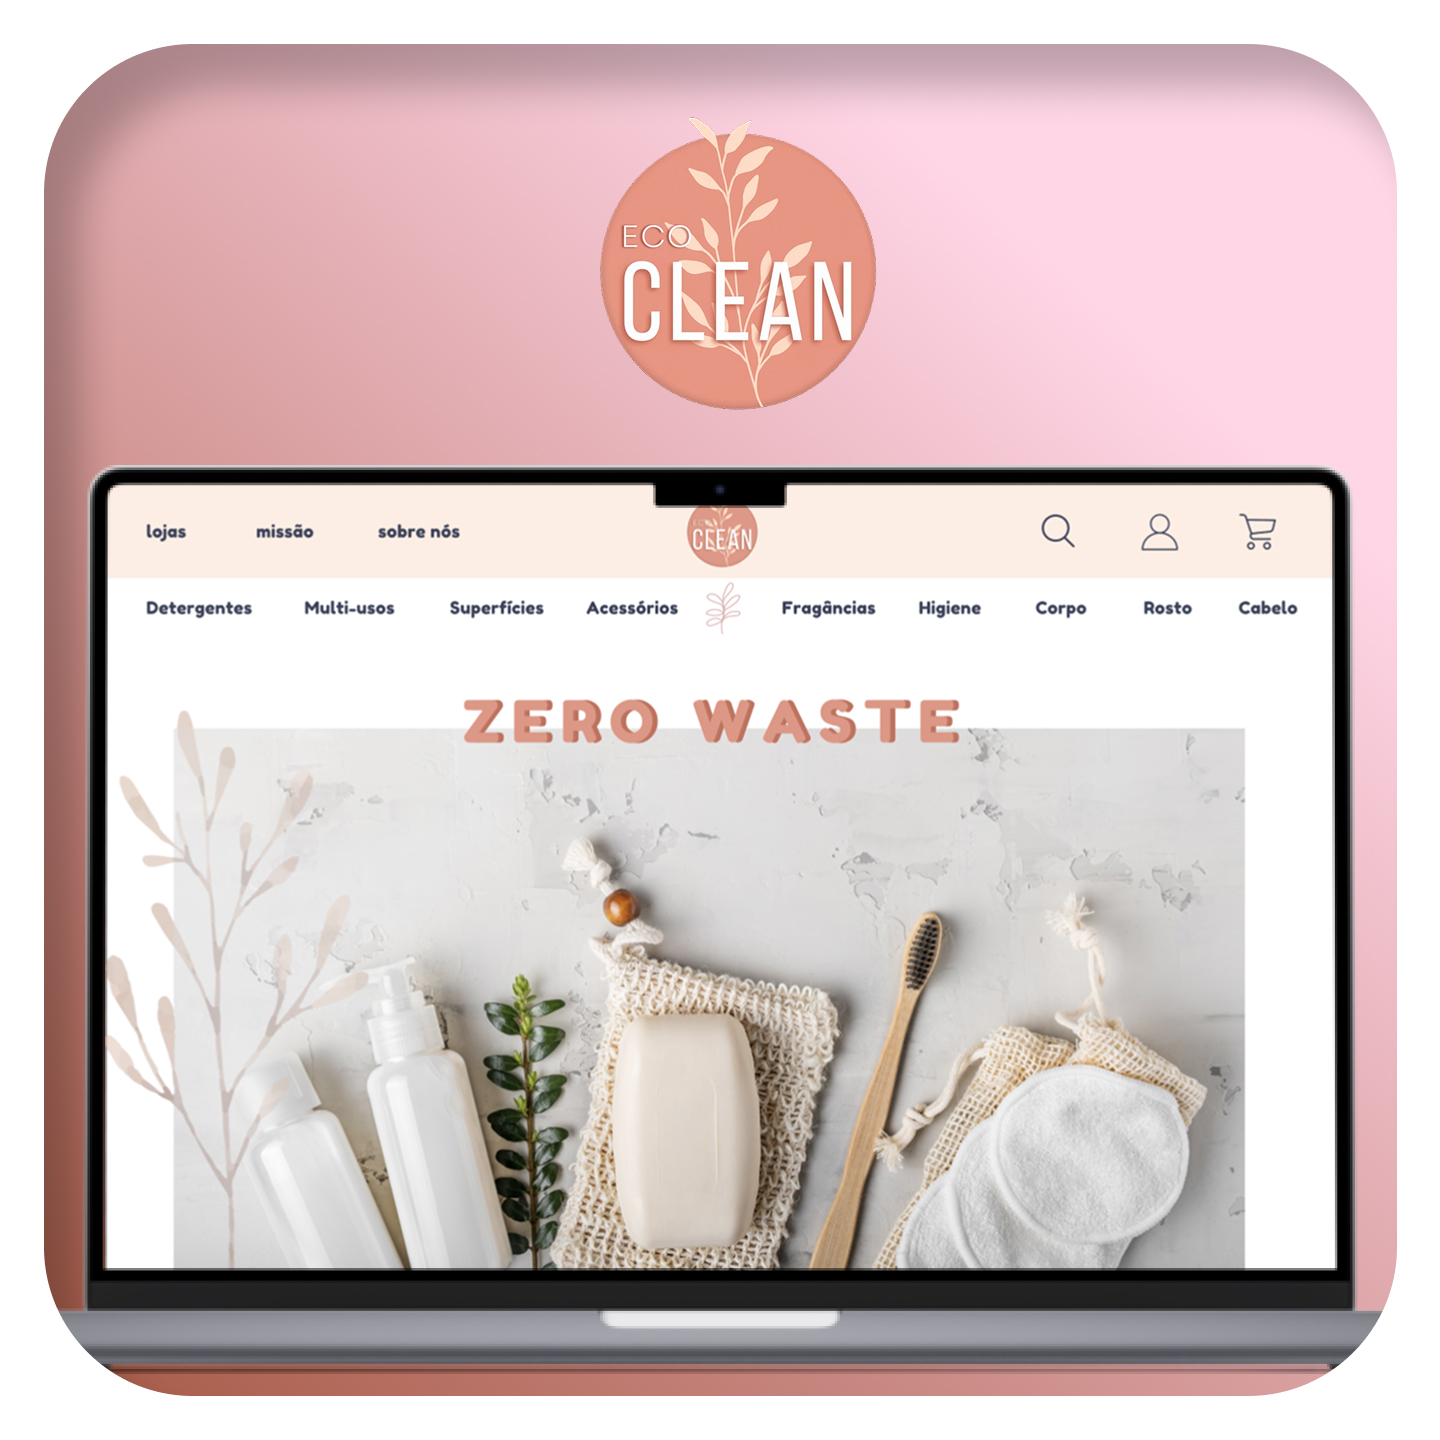 ECO
CLEAN
lojas missão sobre nós
CLEAN
Detergentes Multi-usos Superfícies Acessórios Fragâncias Higiene Corpo Rosto Cabelo
ZERO WASTE